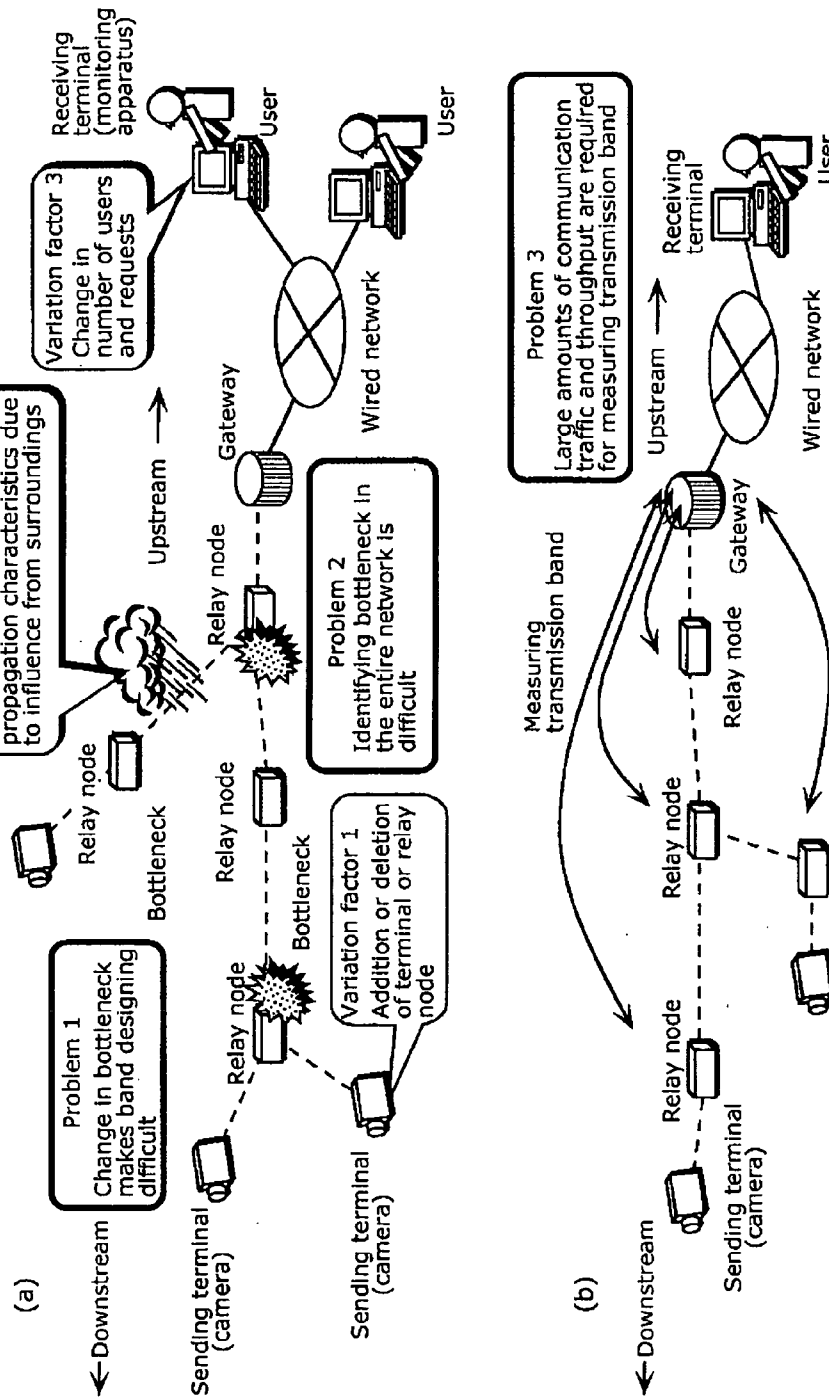 (a)
Downstream
Problem 1
Change in bottleneck
makes band designing
difficult
Relay node
Bottleneck
propagation characteristics due
to influence from surroundings
Upstream
Variation factor 3
Change in
number of users
and requests
Receiving
terminal
(monitoring
apparatus)
User
User
Sending terminal
(camera)
Relay node
Bottleneck
Relay node
Relay node
Gateway
Wired network
Sending terminal
(camera)
Variation factor 1
Addition or deletion
of terminal or relay
node
Problem 2
Identifying bottleneck in
the entire network is
difficult
(b)
Downstream
Measuring
transmission band
Problem 3
Large amounts of communication
traffic and throughput are required
for measuring transmission band
Upstream
Relay node
Relay node
Relay node
Gateway
Receiving
terminal
User
Sending terminal
(camera)
Wired network